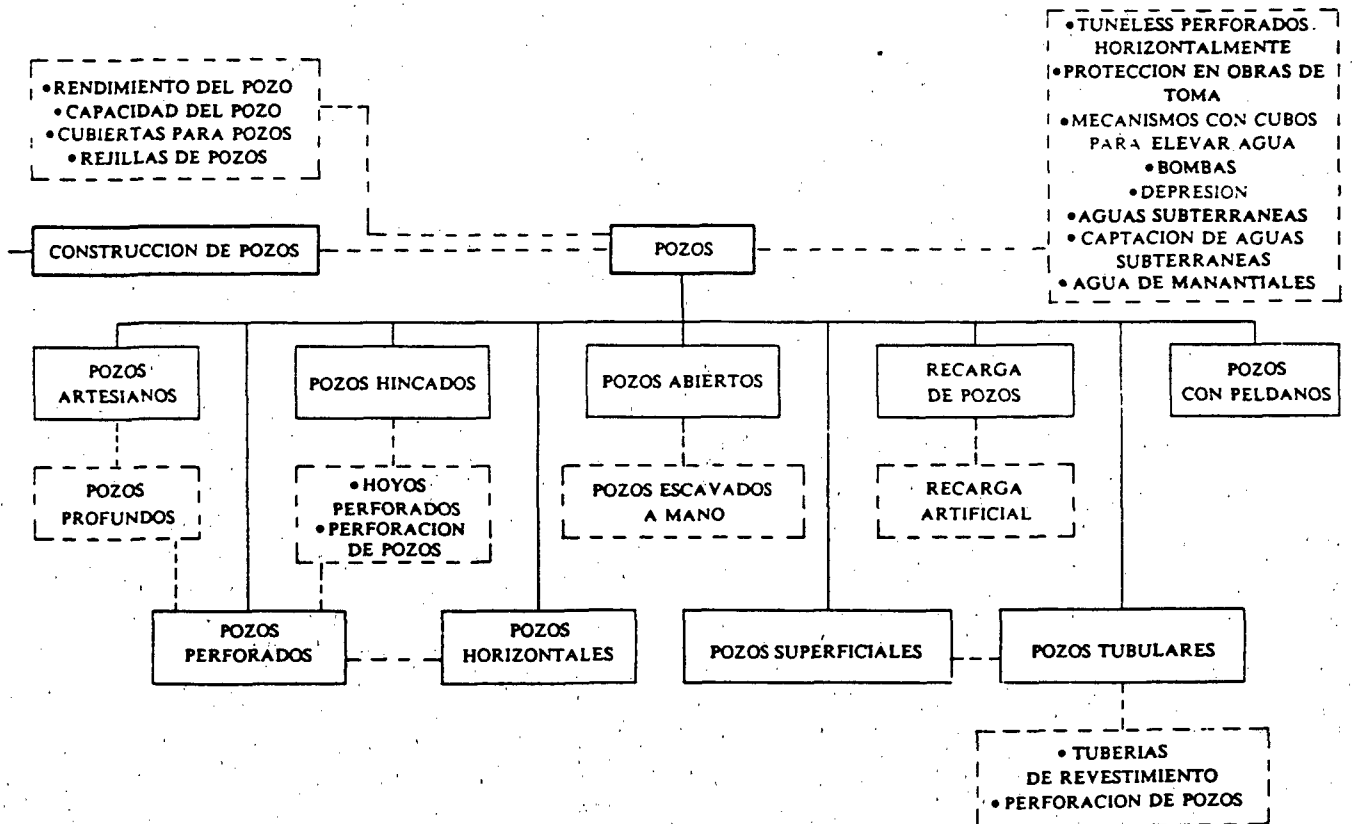 • RENDIMIENTO DEL POZO
• CAPACIDAD DEL POZO
• CUBIERTAS PARA POZOS
• REJILLAS DE POZOS
• TUNELESS PERFORADOS
HORIZONTALMENTE
• PROTECCION EN OBRAS DE
TOMA
• MECANISMOS CON CUBOS
PARA ELEVAR AGUA
• BOMBAS
• DEPRESION
• AGUAS SUBTERRANEAS
• CAPTACION DE AGUAS
SUBTERRANEAS
• AGUA DE MANANTIALES
CONSTRUCCION DE POZOS
POZOS
POZOS
ARTESIANOS
POZOS HINCADOS
POZOS ABIERTOS
RECARGA
DE POZOS
POZOS
CON PELDANOS
POZOS
PROFUNDOS
• HOYOS
PERFORADOS
• PERFORACION
DE POZOS
POZOS ESCAVADOS
A MANO
RECARGA
ARTIFICIAL
POZOS
PERFORADOS
POZOS
HORIZONTALES
POZOS SUPERFICIALES
POZOS TUBULARES
• TUBERIAS
DE REVESTIMIENTO
• PERFORACION DE POZOS